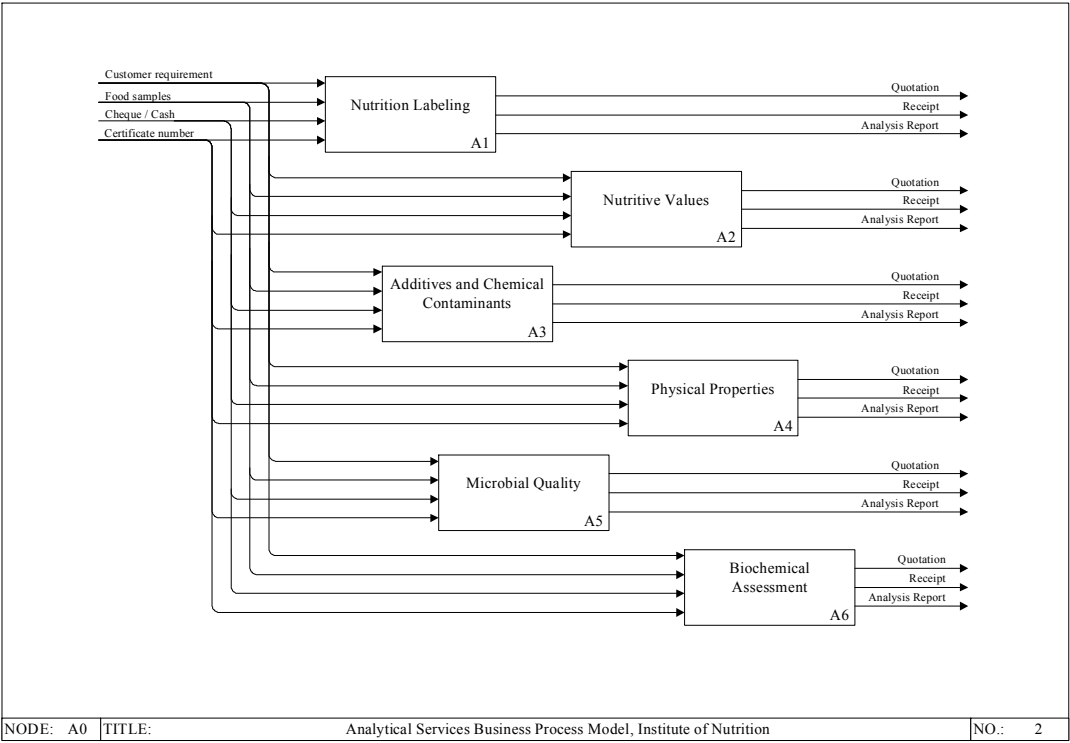 Customer requirement
Food samples
Cheque / Cash
Certificate number
Nutrition Labeling
A1
Quotation
Receipt
Analysis Report
Nutritive Values
A2
Quotation
Receipt
Analysis Report
Additives and Chemical
Contaminants
A3
Quotation
Receipt
Analysis Report
Physical Properties
A4
Quotation
Receipt
Analysis Report
Microbial Quality
A5
Quotation
Receipt
Analysis Report
Biochemical
Assessment
A6
Quotation
Receipt
Analysis Report
NODE: A0 TITLE: Analytical Services Business Process Model, Institute of Nutrition NO.: 2